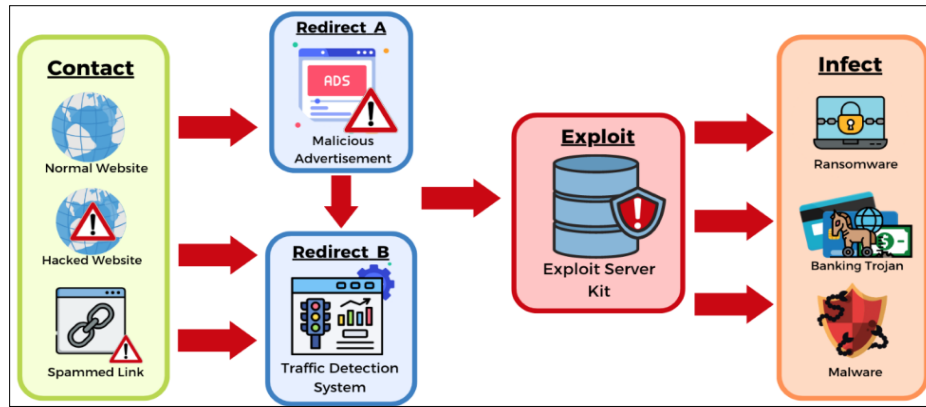 Contact
Normal Website
Hacked Website
Spammed Link
Redirect A
ADS
Malicious
Advertisement
Redirect B
Traffic Detection
System
Exploit
Exploit Server
Kit
Infect
Ransomware
Banking Trojan
Malware